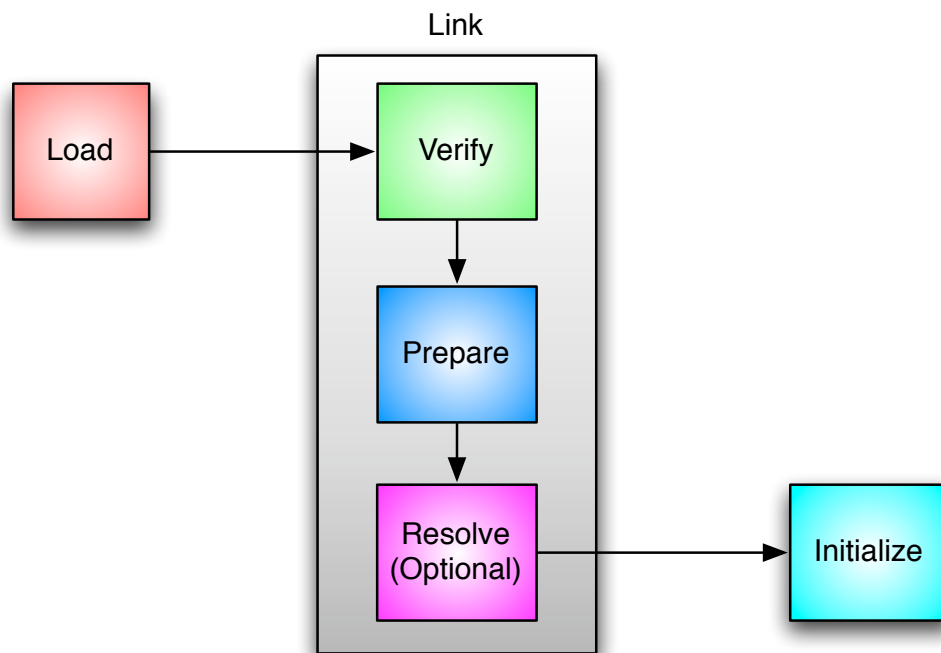 Link
Load
Verify
Prepare
Resolve
(Optional)
Initialize